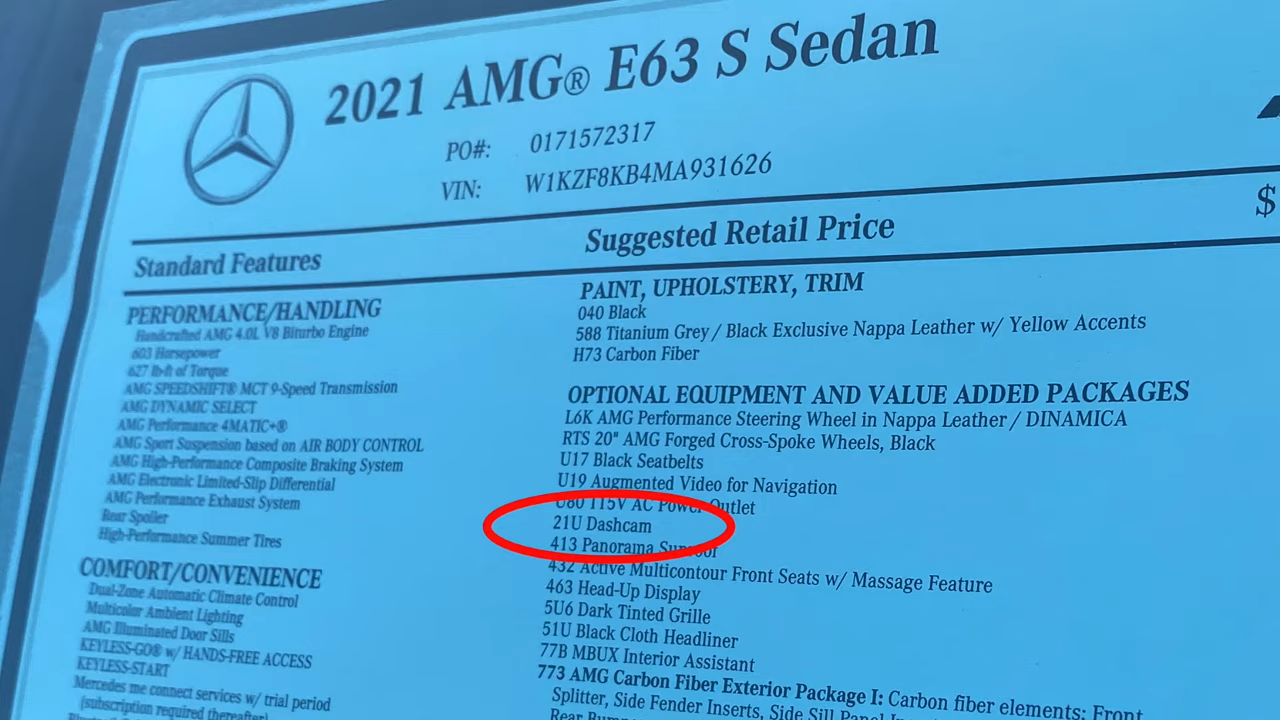 2021 AMG® E63 S Sedan
PO#: 0171572317
VIN: W1KZF8KB4MA931626
Standard Features
Suggested Retail Price
$
PERFORMANCE/HANDLING
Handcrafted AMG 4.0L V8 Biturbo Engine
603 Horsepower
627 lb-ft of Torque
AMG SPEEDSHIFT® MCT 9-Speed Transmission
AMG DYNAMIC SELECT
AMG Performance 4MATIC+®
AMG Sport Suspension based on AIR BODY CONTROL
AMG High-Performance Composite Braking System
AMG Electronic Limited-Slip Differential
AMG Performance Exhaust System
Rear Spoiler
High-Performance Summer Tires
COMFORT/CONVENIENCE
Dual-Zone Automatic Climate Control
Multicolor Ambient Lighting
AMG Illuminated Door Sills
KEYLESS-GO® w/ HANDS-FREE ACCESS
KEYLESS-START
Mercedes me connect services w/ trial period
(subscription required thereafter)
PAINT, UPHOLSTERY, TRIM
040 Black
588 Titanium Grey / Black Exclusive Nappa Leather w/ Yellow Accents
H73 Carbon Fiber
OPTIONAL EQUIPMENT AND VALUE ADDED PACKAGES
L6K AMG Performance Steering Wheel in Nappa Leather / DINAMICA
RTS 20" AMG Forged Cross-Spoke Wheels, Black
U17 Black Seatbelts
U19 Augmented Video for Navigation
U80 115V AC Power Outlet
21U Dashcam
413 Panorama Sunroof
432 Active Multicontour Front Seats w/ Massage Feature
463 Head-Up Display
5U6 Dark Tinted Grille
51U Black Cloth Headliner
77B MBUX Interior Assistant
773 AMG Carbon Fiber Exterior Package I: Carbon fiber elements: Front
Splitter, Side Fender Inserts, Side Sill Panel
Rear